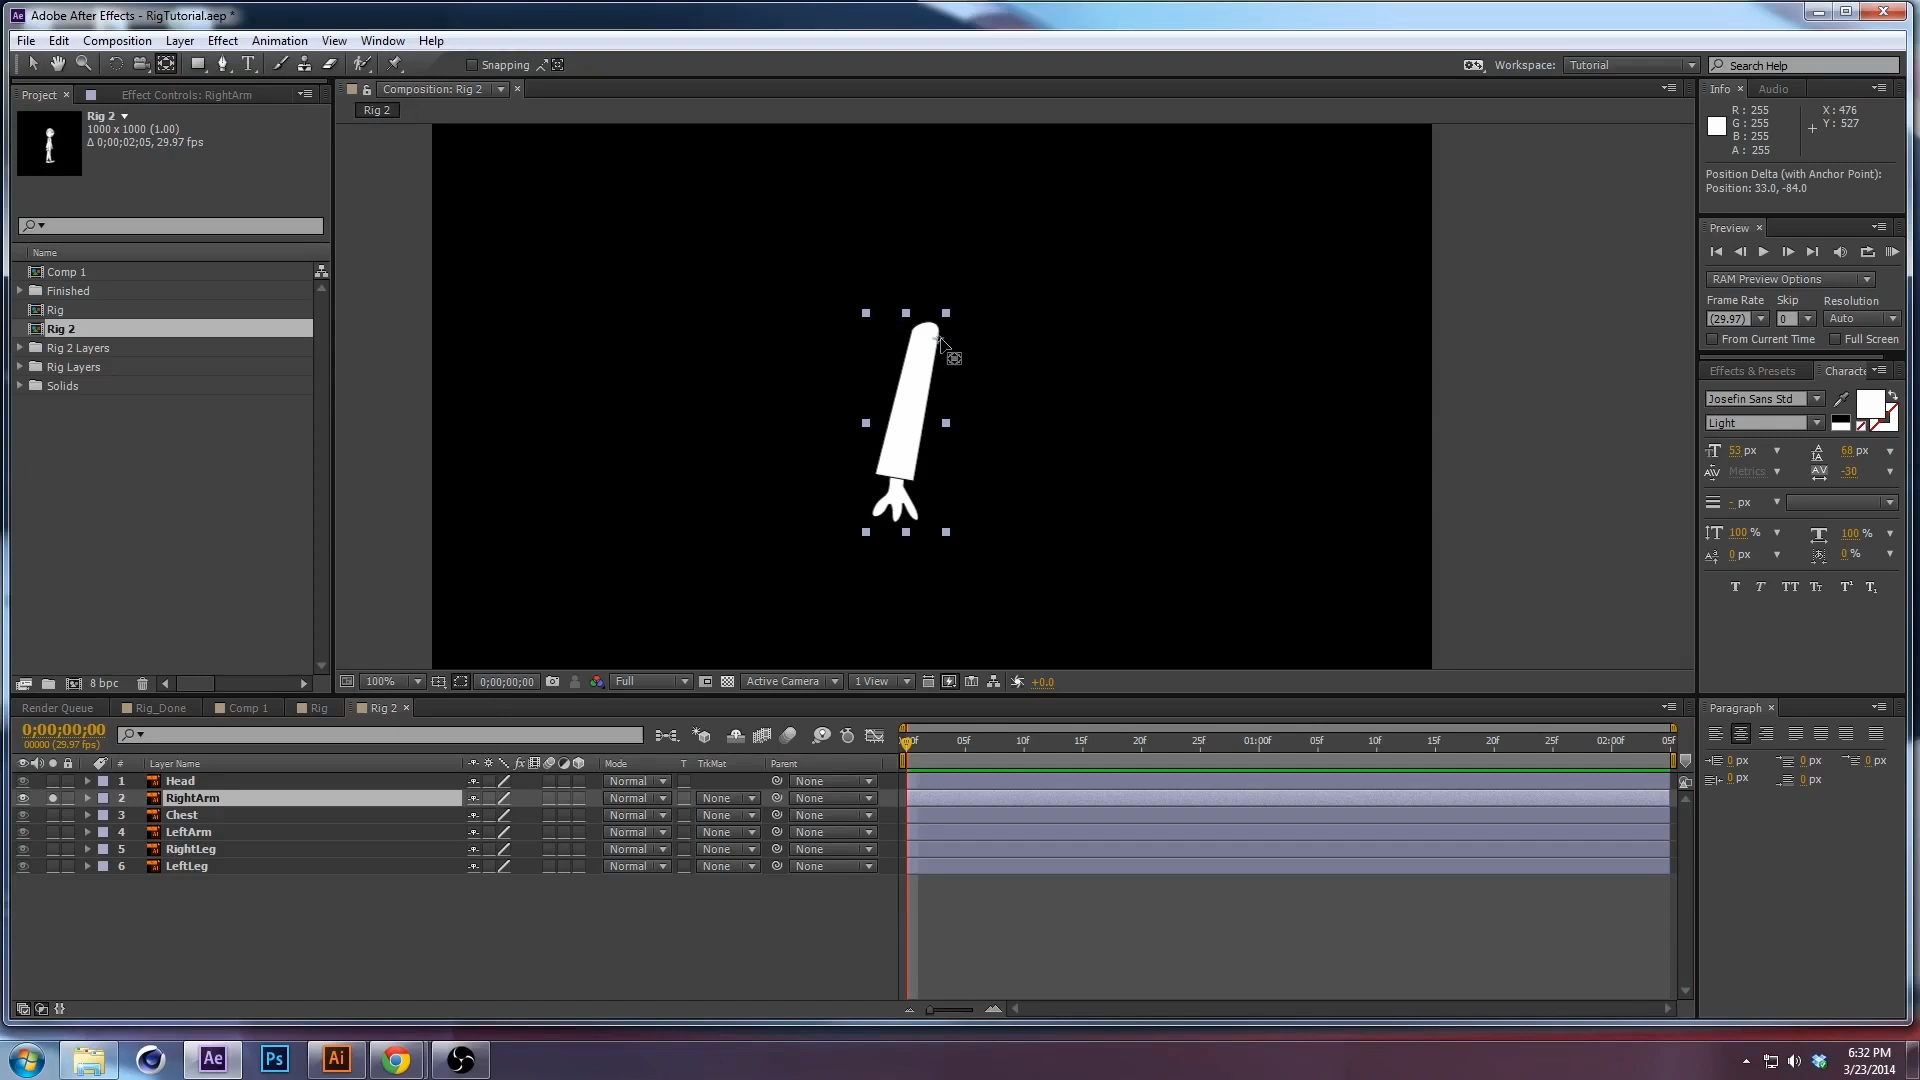 Adobe After Effects - RigTutorial.aep *
File Edit Composition Layer Effect Animation View Window Help
Snapping
Workspace: Tutorial
Search Help
Project × Effect Controls: RightArm
Rig 2
1000 x 1000 (1.00)
Δ 0;00;02;05, 29.97 fps
Name
Comp 1
Finished
Rig
Rig 2
Rig 2 Layers
Rig Layers
Solids
8 bpc
Composition: Rig 2
Rig 2
100% 0;00;00;00 Full Active Camera 1 View +0.0
Info × Audio
R: 255
G: 255
B: 255
A: 255
X: 476
Y: 527
Position Delta (with Anchor Point):
Position: 33.0, -84.0
Preview ×
RAM Preview Options
Frame Rate Skip Resolution
(29.97) 0 Auto
From Current Time Full Screen
Effects & Presets Characte
Josefin Sans Std
Light
53 px 68 px
Metrics -30
- px
100 % 100 %
0 px 0 %
T T TT Tt T¹ T₁
Render Queue Rig_Done Comp 1 Rig Rig 2 ×
0;00;00;00
00000 (29.97 fps)
# Layer Name fx Mode T TrkMat Parent
1 Head Normal None
2 RightArm Normal None None
3 Chest Normal None None
4 LeftArm Normal None None
5 RightLeg Normal None None
6 LeftLeg Normal None None
05f 10f 15f 20f 25f 01:00f 05f 10f 15f 20f 25f 02:00f 05f
Paragraph ×
0 px 0 px 0 px
0 px 0 px
Ae Ps Ai
6:32 PM
3/23/2014